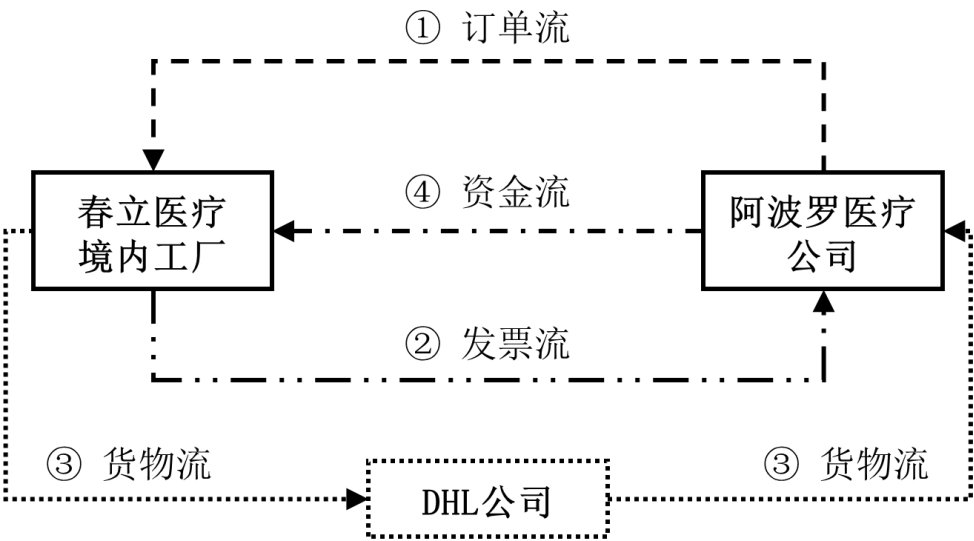 ① 订单流
春立医疗
境内工厂
④ 资金流
阿波罗医疗
公司
② 发票流
③ 货物流
③ 货物流
DHL公司